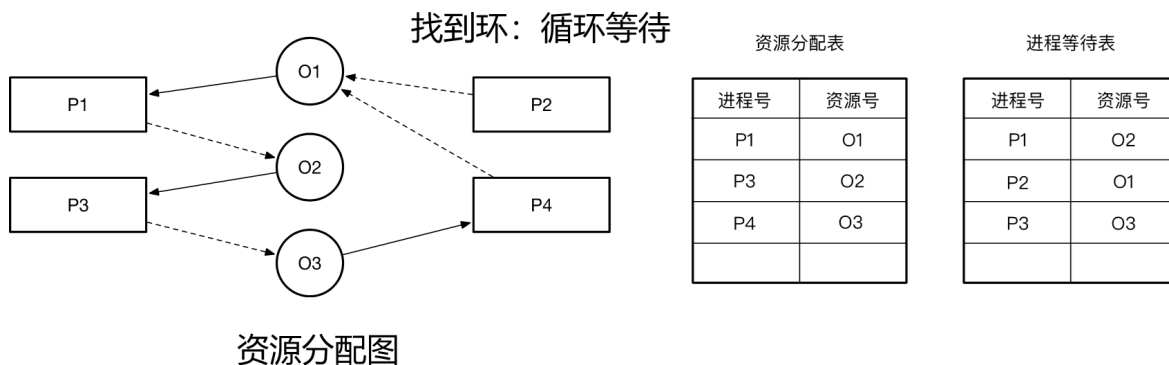 找到环：循环等待
资源分配表
进程等待表
O1
P1
P2
进程号 资源号
进程号 资源号
P1 O1
P1 O2
O2
P3 O2
P2 O1
P3
P4
P4 O3
P3 O3
O3
资源分配图